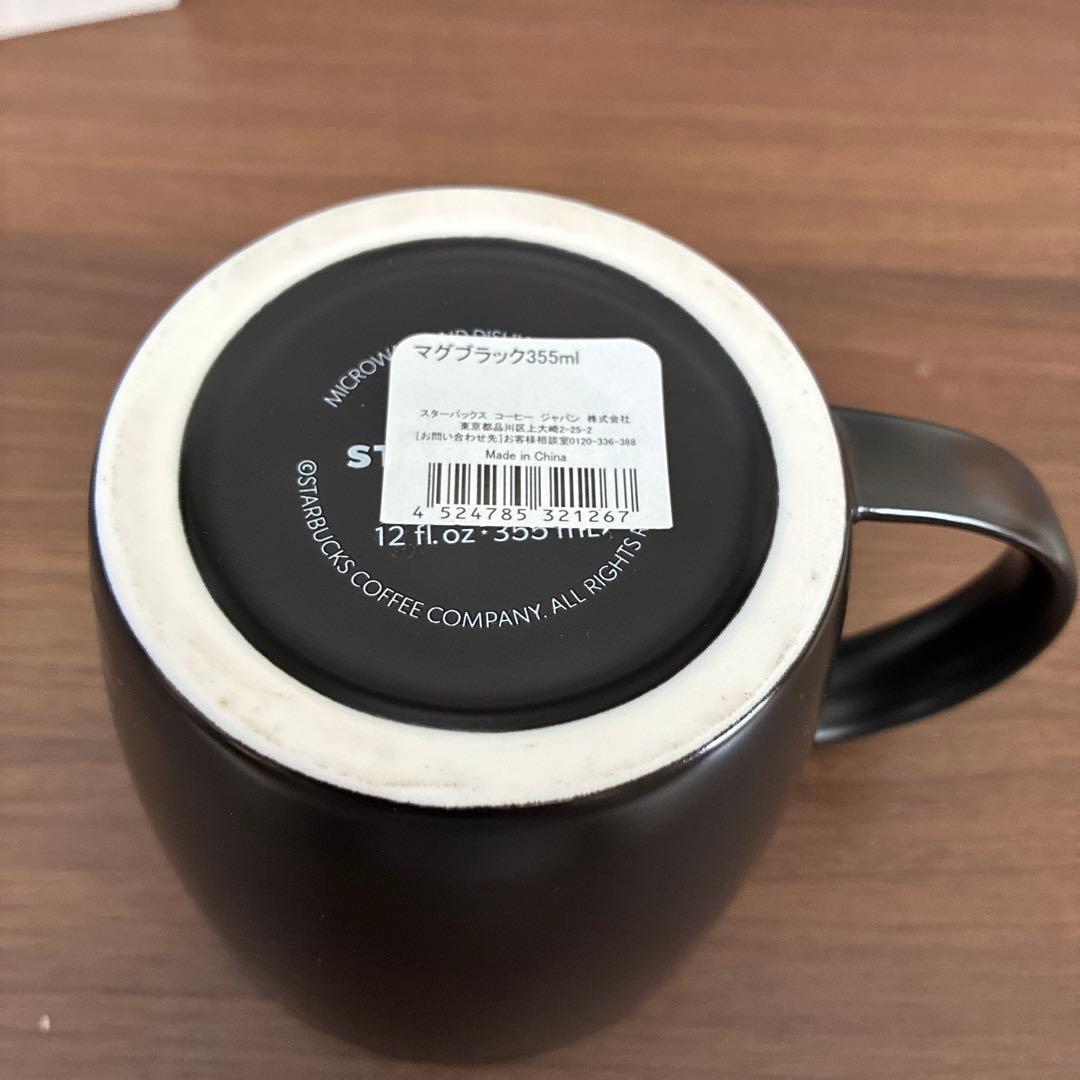 マグブラック355ml
スターバックス コーヒー ジャパン 株式会社
東京都品川区上大崎2-25-2
[お問い合わせ先]お客様相談室0120-336-388
Made in China
4 524785 321267
12 fl.oz・355
©STARBUCKS COFFEE COMPANY. ALL RIGHTS